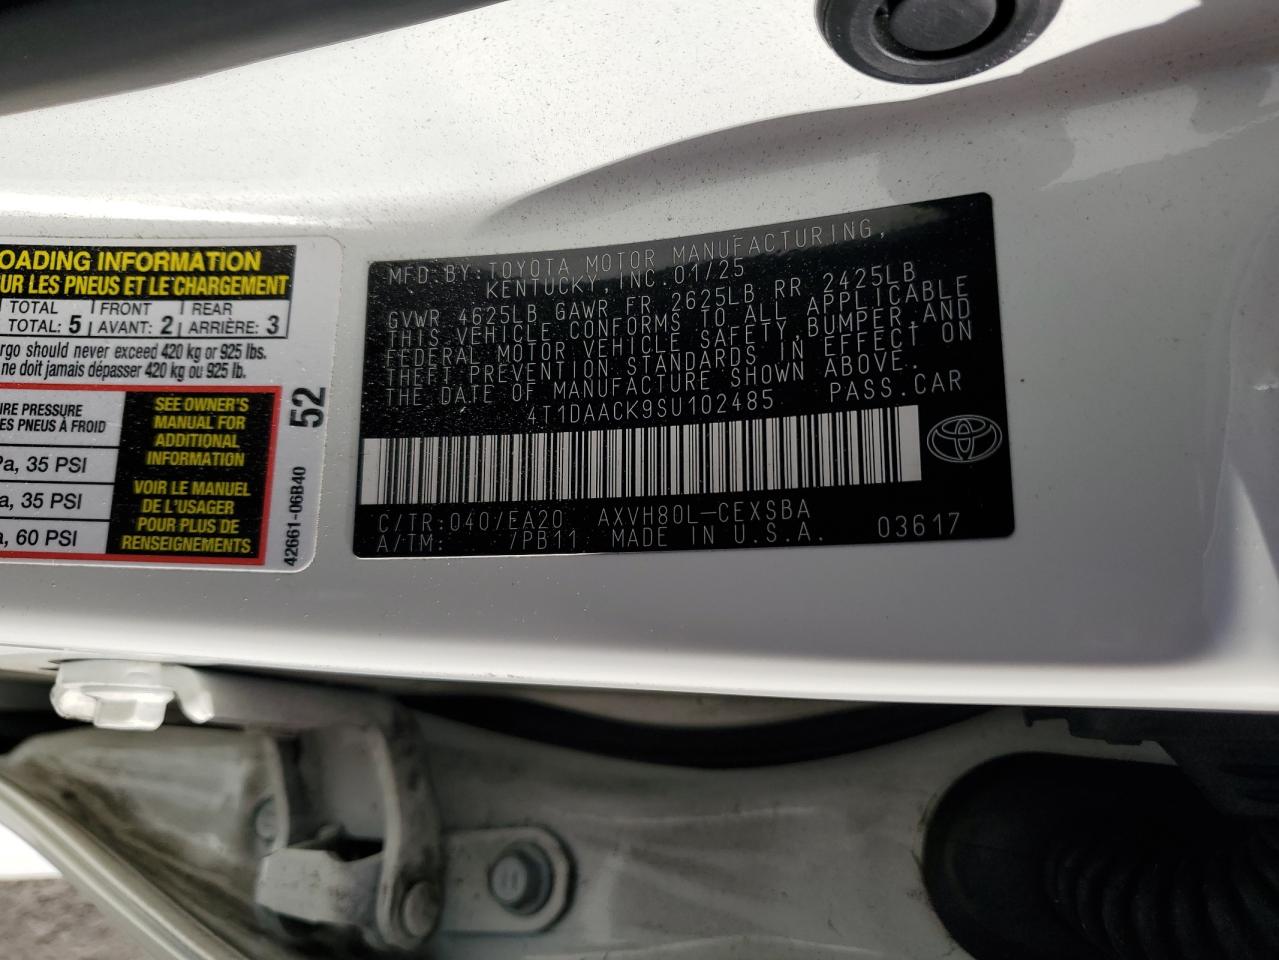 OADING INFORMATION
UR LES PNEUS ET LE CHARGEMENT
TOTAL FRONT REAR
TOTAL: 5 AVANT: 2 ARRIÈRE: 3
rgo should never exceed 420 kg or 925 lbs.
ne doit jamais dépasser 420 kg ou 925 lb.
IRE PRESSURE
ES PNEUS À FROID
Pa, 35 PSI
a, 35 PSI
a, 60 PSI
SEE OWNER'S
MANUAL FOR
ADDITIONAL
INFORMATION
VOIR LE MANUEL
DE L'USAGER
POUR PLUS DE
RENSEIGNEMENTS
52
42661-06B40
MFD.BY:TOYOTA MOTOR MANUFACTURING,
KENTUCKY,INC.01/25
GVWR 4625LB GAWR FR 2625LB RR 2425LB
THIS VEHICLE CONFORMS TO ALL APPLICABLE
FEDERAL MOTOR VEHICLE SAFETY,BUMPER,AND
THEFT PREVENTION STANDARDS IN EFFECT ON
THE DATE OF MANUFACTURE SHOWN ABOVE.
4T1DAACK9SU102485 PASS.CAR
C/TR:040/EA20 AXVH80L-CEXSBA
A/TM: /PB11 MADE IN U.S.A. 03617